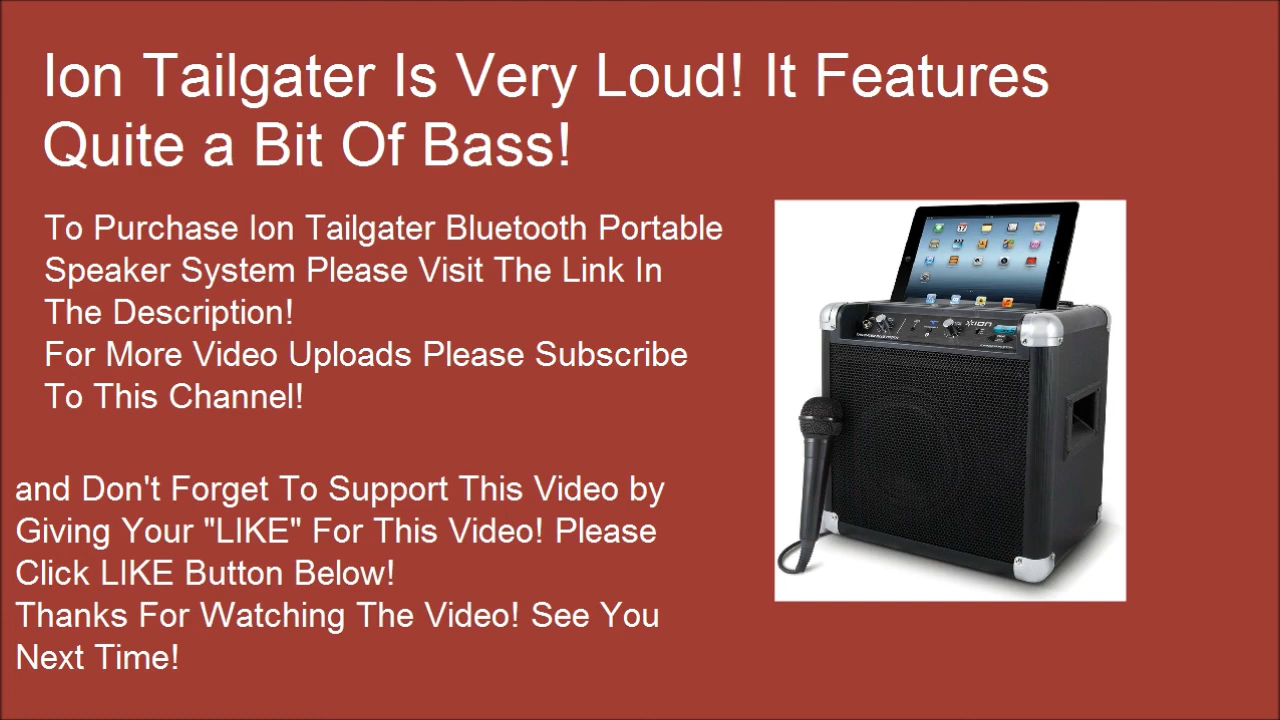 Ion Tailgater Is Very Loud! It Features
Quite a Bit Of Bass!
To Purchase Ion Tailgater Bluetooth Portable
Speaker System Please Visit The Link In
The Description!
For More Video Uploads Please Subscribe
To This Channel!
and Don't Forget To Support This Video by
Giving Your "LIKE" For This Video! Please
Click LIKE Button Below!
Thanks For Watching The Video! See You
Next Time!
ION